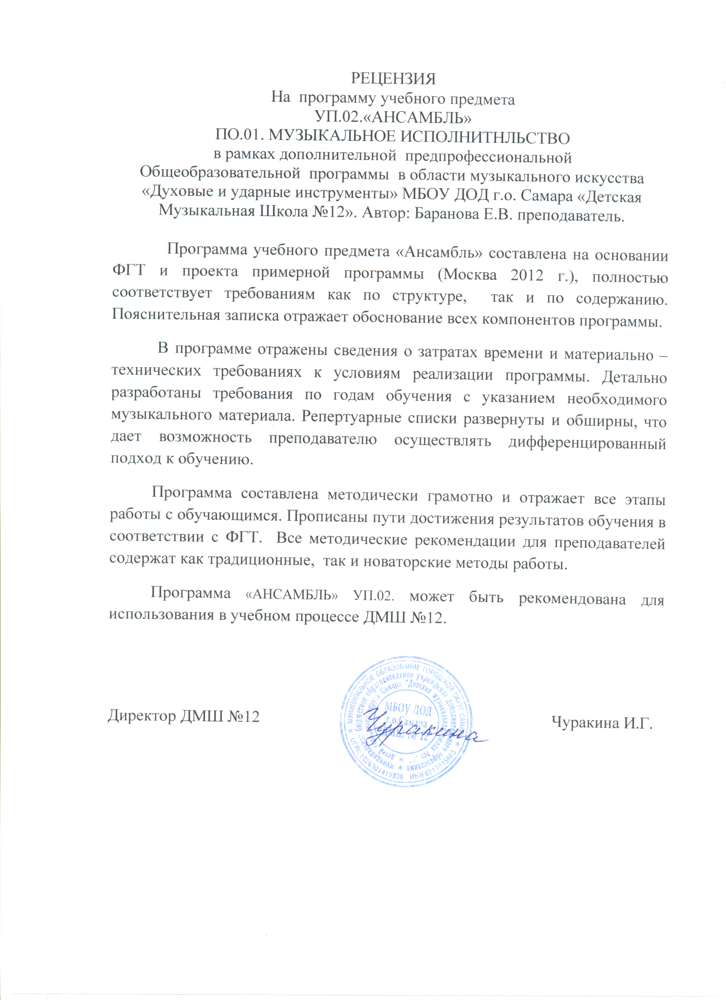 РЕЦЕНЗИЯ
На программу учебного предмета
УП.02.«АНСАМБЛЬ»
ПО.01. МУЗЫКАЛЬНОЕ ИСПОЛНИТНЛЬСТВО
в рамках дополнительной предпрофессиональной
Общеобразовательной программы в области музыкального искусства
«Духовые и ударные инструменты» МБОУ ДОД г.о. Самара «Детская
Музыкальная Школа №12». Автор: Баранова Е.В. преподаватель.
Программа учебного предмета «Ансамбль» составлена на основании
ФГТ и проекта примерной программы (Москва 2012 г.), полностью
соответствует требованиям как по структуре, так и по содержанию.
Пояснительная записка отражает обоснование всех компонентов программы.
В программе отражены сведения о затратах времени и материально –
технических требованиях к условиям реализации программы. Детально
разработаны требования по годам обучения с указанием необходимого
музыкального материала. Репертуарные списки развернуты и обширны, что
дает возможность преподавателю осуществлять дифференцированный
подход к обучению.
Программа составлена методически грамотно и отражает все этапы
работы с обучающимся. Прописаны пути достижения результатов обучения в
соответствии с ФГТ. Все методические рекомендации для преподавателей
содержат как традиционные, так и новаторские методы работы.
Программа «АНСАМБЛЬ» УП.02. может быть рекомендована для
использования в учебном процессе ДМШ №12.
Директор ДМШ №12
Чуракина И.Г.
МУНИЦИПАЛЬНОЕ ОБРАЗОВАНИЕ ГОРОДСКОЙ ОКРУГ САМАРА
ОГРН 1026301419836 ИНН 6317015663
муниципальное бюджетное образовательное учреждение дополнительного образования
детей городского округа Самара "Детская музыкальная школа №
МБОУ ДОД
г.о.Самара
ДМШ № 12
Чуракина